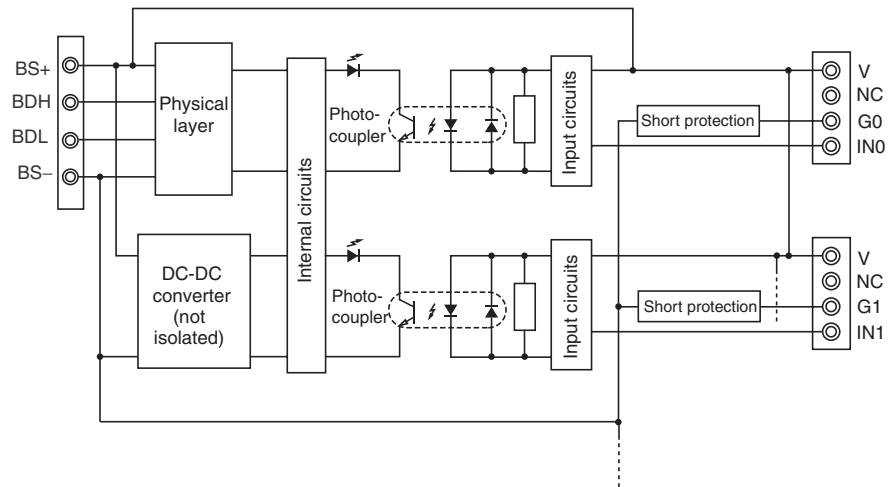 BS+
BDH
BDL
BS−
Physical
layer
DC-DC
converter
(not
isolated)
Internal circuits
Photo-
coupler
Input circuits
Short protection
V
NC
G0
IN0
Photo-
coupler
Input circuits
Short protection
V
NC
G1
IN1